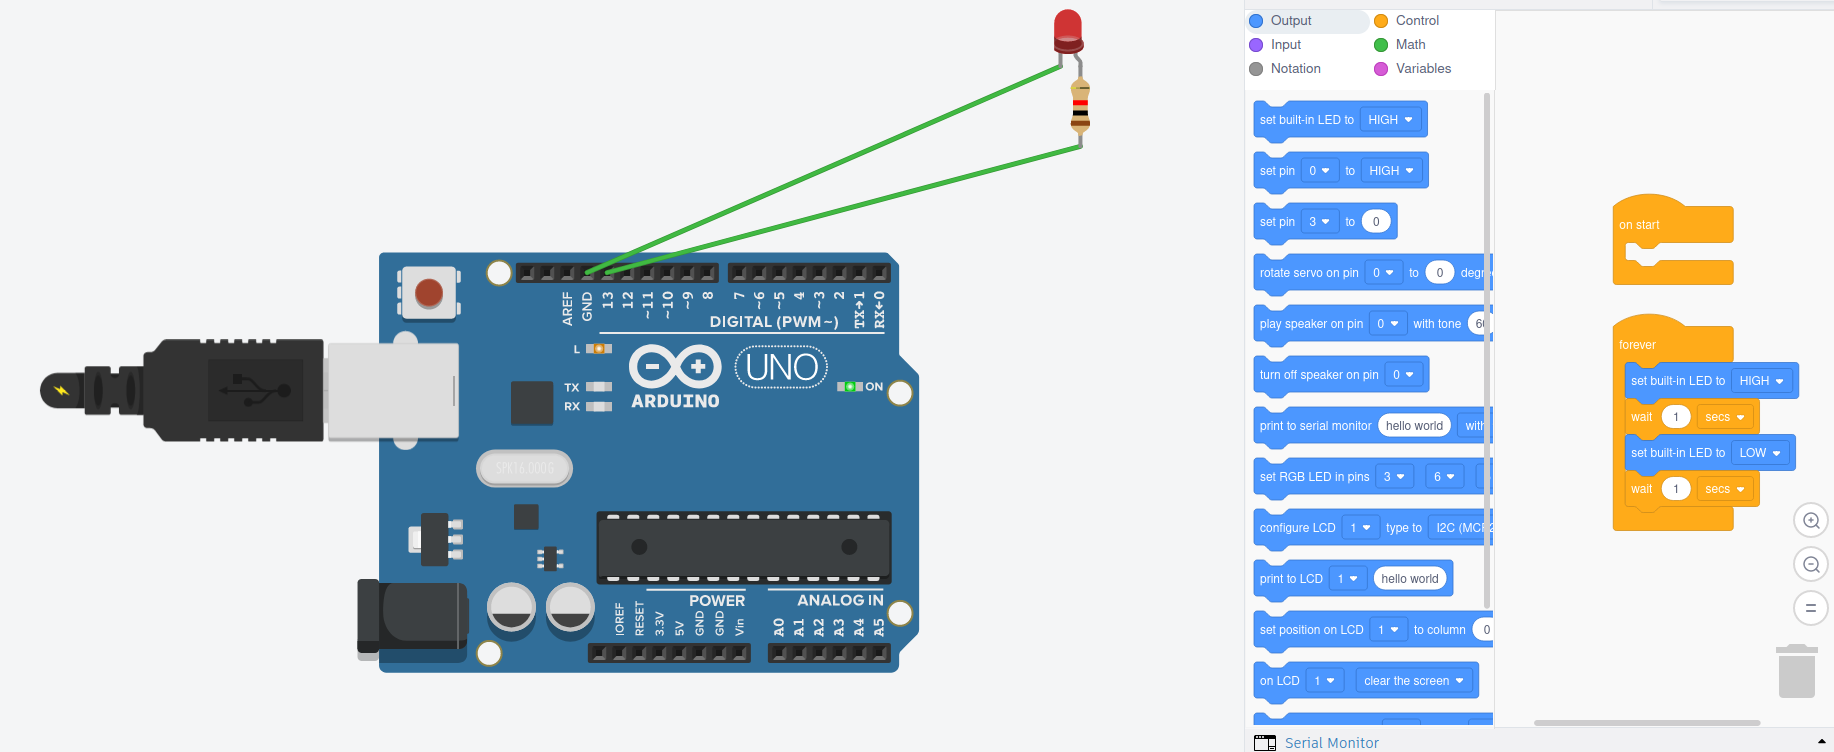 Output
Control
Input
Math
Notation
Variables
set built-in LED to HIGH
set pin 0 to HIGH
set pin 3 to 0
rotate servo on pin 0 to 0 degr
play speaker on pin 0 with tone 6
turn off speaker on pin 0
print to serial monitor hello world with
set RGB LED in pins 3 6
configure LCD 1 type to I2C (MCP2
print to LCD 1 hello world
set position on LCD 1 to column 0
on LCD 1 clear the screen
Serial Monitor
on start
forever
set built-in LED to HIGH
wait 1 secs
set built-in LED to LOW
wait 1 secs
AREF
GND
13
12
~11
~10
~9
8
7
~6
~5
4
~3
2
TX→1
RX←0
DIGITAL (PWM~)
L
TX
RX
ARDUINO
UNO
ON
SPK16.000G
POWER
ANALOG IN
IOREF
RESET
3.3V
5V
GND
GND
Vin
A0
A1
A2
A3
A4
A5